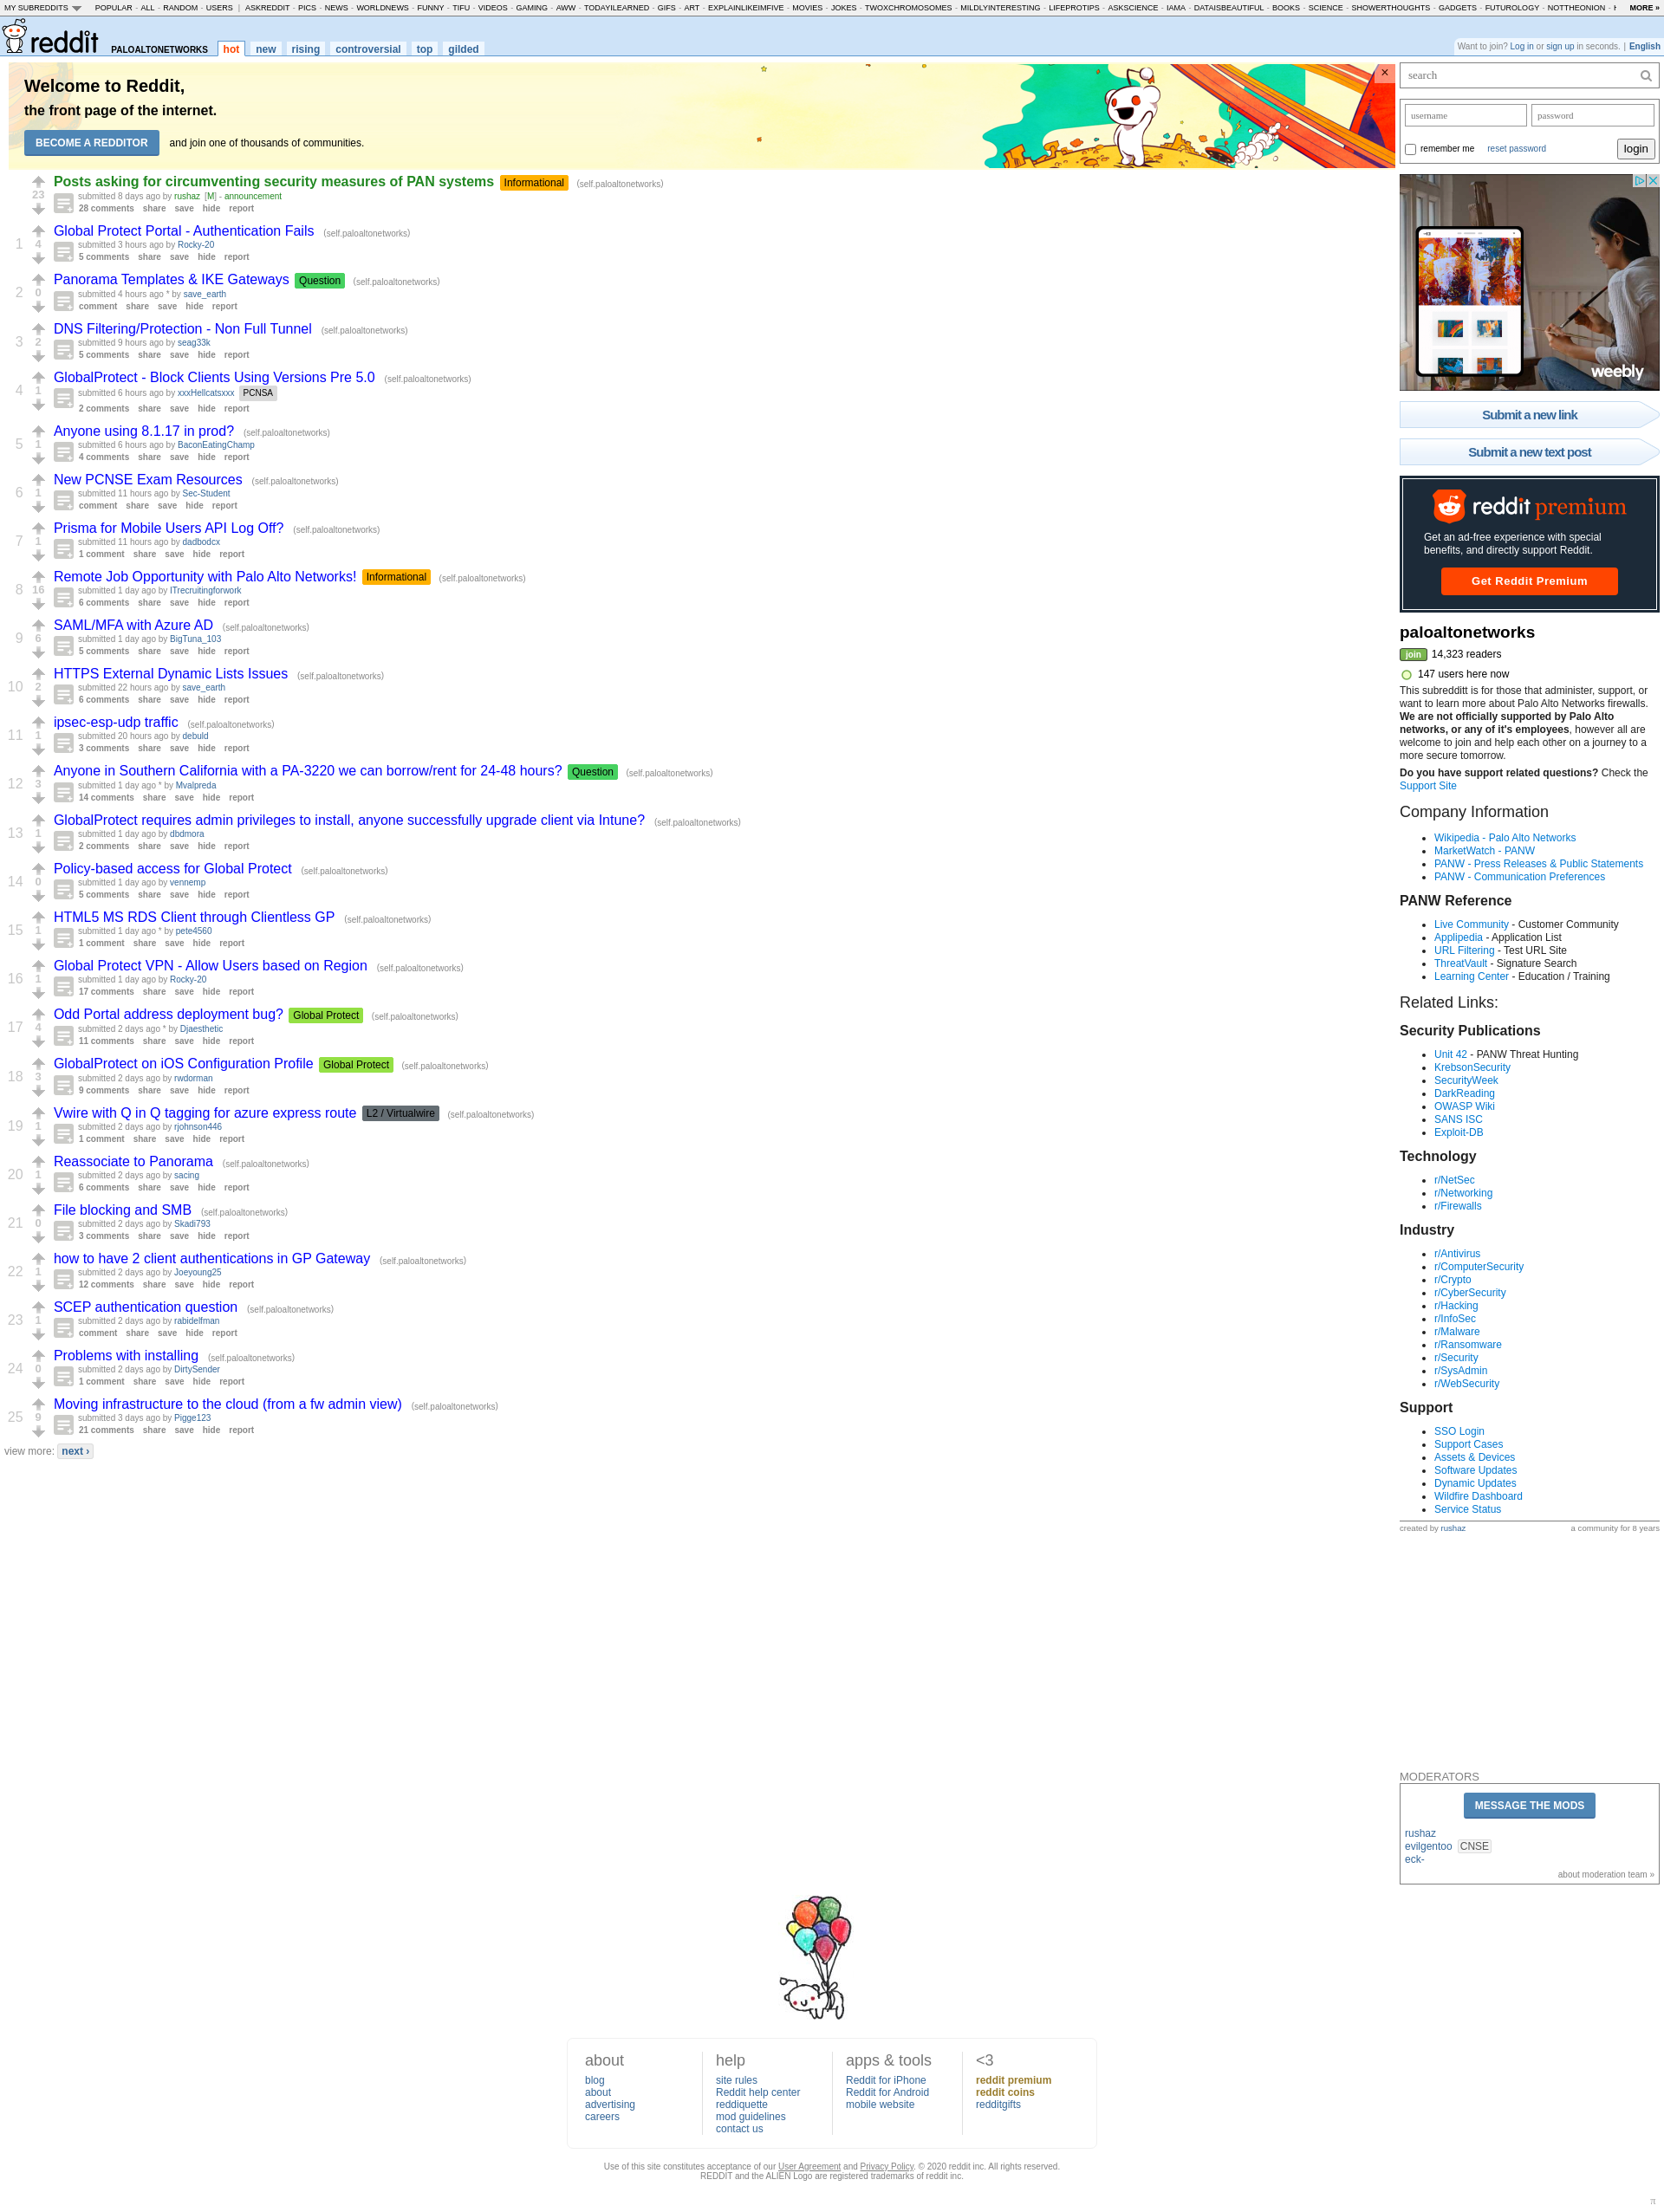 MY SUBREDDITS POPULAR - ALL - RANDOM - USERS | ASKREDDIT - PICS - NEWS - WORLDNEWS - FUNNY - TIFU - VIDEOS - GAMING - AWW - TODAYILEARNED - GIFS - ART - EXPLAINLIKEIMFIVE - MOVIES - JOKES - TWOXCHROMOSOMES - MILDLYINTERESTING - LIFEPROTIPS - ASKSCIENCE - IAMA - DATAISBEAUTIFUL - BOOKS - SCIENCE - SHOWERTHOUGHTS - GADGETS - FUTUROLOGY - NOTTHEONION - MORE »
reddit PALOALTONETWORKS hot new rising controversial top gilded
Want to join? Log in or sign up in seconds. | English
Welcome to Reddit,
the front page of the internet.
BECOME A REDDITOR and join one of thousands of communities.
×
23
Posts asking for circumventing security measures of PAN systems Informational (self.paloaltonetworks)
submitted 8 days ago by rushaz [M] - announcement
28 comments share save hide report
1
4
Global Protect Portal - Authentication Fails (self.paloaltonetworks)
submitted 3 hours ago by Rocky-20
5 comments share save hide report
2
0
Panorama Templates & IKE Gateways Question (self.paloaltonetworks)
submitted 4 hours ago * by save_earth
comment share save hide report
3
2
DNS Filtering/Protection - Non Full Tunnel (self.paloaltonetworks)
submitted 9 hours ago by seag33k
5 comments share save hide report
4
1
GlobalProtect - Block Clients Using Versions Pre 5.0 (self.paloaltonetworks)
submitted 6 hours ago by xxxHellcatsxxx PCNSA
2 comments share save hide report
5
1
Anyone using 8.1.17 in prod? (self.paloaltonetworks)
submitted 6 hours ago by BaconEatingChamp
4 comments share save hide report
6
1
New PCNSE Exam Resources (self.paloaltonetworks)
submitted 11 hours ago by Sec-Student
comment share save hide report
7
1
Prisma for Mobile Users API Log Off? (self.paloaltonetworks)
submitted 11 hours ago by dadbodcx
1 comment share save hide report
8
16
Remote Job Opportunity with Palo Alto Networks! Informational (self.paloaltonetworks)
submitted 1 day ago by ITrecruitingforwork
6 comments share save hide report
9
6
SAML/MFA with Azure AD (self.paloaltonetworks)
submitted 1 day ago by BigTuna_103
5 comments share save hide report
10
2
HTTPS External Dynamic Lists Issues (self.paloaltonetworks)
submitted 22 hours ago by save_earth
6 comments share save hide report
11
1
ipsec-esp-udp traffic (self.paloaltonetworks)
submitted 20 hours ago by debuld
3 comments share save hide report
12
3
Anyone in Southern California with a PA-3220 we can borrow/rent for 24-48 hours? Question (self.paloaltonetworks)
submitted 1 day ago * by Mvalpreda
14 comments share save hide report
13
1
GlobalProtect requires admin privileges to install, anyone successfully upgrade client via Intune? (self.paloaltonetworks)
submitted 1 day ago by dbdmora
2 comments share save hide report
14
0
Policy-based access for Global Protect (self.paloaltonetworks)
submitted 1 day ago by vennemp
5 comments share save hide report
15
1
HTML5 MS RDS Client through Clientless GP (self.paloaltonetworks)
submitted 1 day ago * by pete4560
1 comment share save hide report
16
1
Global Protect VPN - Allow Users based on Region (self.paloaltonetworks)
submitted 1 day ago by Rocky-20
17 comments share save hide report
17
4
Odd Portal address deployment bug? Global Protect (self.paloaltonetworks)
submitted 2 days ago * by Djaesthetic
11 comments share save hide report
18
3
GlobalProtect on iOS Configuration Profile Global Protect (self.paloaltonetworks)
submitted 2 days ago by rwdorman
9 comments share save hide report
19
1
Vwire with Q in Q tagging for azure express route L2 / Virtualwire (self.paloaltonetworks)
submitted 2 days ago by rjohnson446
1 comment share save hide report
20
1
Reassociate to Panorama (self.paloaltonetworks)
submitted 2 days ago by sacing
6 comments share save hide report
21
0
File blocking and SMB (self.paloaltonetworks)
submitted 2 days ago by Skadi793
3 comments share save hide report
22
1
how to have 2 client authentications in GP Gateway (self.paloaltonetworks)
submitted 2 days ago by Joeyoung25
12 comments share save hide report
23
1
SCEP authentication question (self.paloaltonetworks)
submitted 2 days ago by rabidelfman
comment share save hide report
24
0
Problems with installing (self.paloaltonetworks)
submitted 2 days ago by DirtySender
1 comment share save hide report
25
9
Moving infrastructure to the cloud (from a fw admin view) (self.paloaltonetworks)
submitted 3 days ago by Pigge123
21 comments share save hide report
view more: next ›
search
username password
remember me reset password login
weebly
Submit a new link
Submit a new text post
reddit premium
Get an ad-free experience with special
benefits, and directly support Reddit.
Get Reddit Premium
paloaltonetworks
join 14,323 readers
147 users here now
This subredditt is for those that administer, support, or
want to learn more about Palo Alto Networks firewalls.
We are not officially supported by Palo Alto
networks, or any of it's employees, however all are
welcome to join and help each other on a journey to a
more secure tomorrow.
Do you have support related questions? Check the
Support Site
Company Information
Wikipedia - Palo Alto Networks
MarketWatch - PANW
PANW - Press Releases & Public Statements
PANW - Communication Preferences
PANW Reference
Live Community - Customer Community
Applipedia - Application List
URL Filtering - Test URL Site
ThreatVault - Signature Search
Learning Center - Education / Training
Related Links:
Security Publications
Unit 42 - PANW Threat Hunting
KrebsonSecurity
SecurityWeek
DarkReading
OWASP Wiki
SANS ISC
Exploit-DB
Technology
r/NetSec
r/Networking
r/Firewalls
Industry
r/Antivirus
r/ComputerSecurity
r/Crypto
r/CyberSecurity
r/Hacking
r/InfoSec
r/Malware
r/Ransomware
r/Security
r/SysAdmin
r/WebSecurity
Support
SSO Login
Support Cases
Assets & Devices
Software Updates
Dynamic Updates
Wildfire Dashboard
Service Status
created by rushaz a community for 8 years
MODERATORS
MESSAGE THE MODS
rushaz
evilgentoo CNSE
eck-
about moderation team »
about
blog
about
advertising
careers
help
site rules
Reddit help center
reddiquette
mod guidelines
contact us
apps & tools
Reddit for iPhone
Reddit for Android
mobile website
<3
reddit premium
reddit coins
redditgifts
Use of this site constitutes acceptance of our User Agreement and Privacy Policy. © 2020 reddit inc. All rights reserved.
REDDIT and the ALIEN Logo are registered trademarks of reddit inc.
π